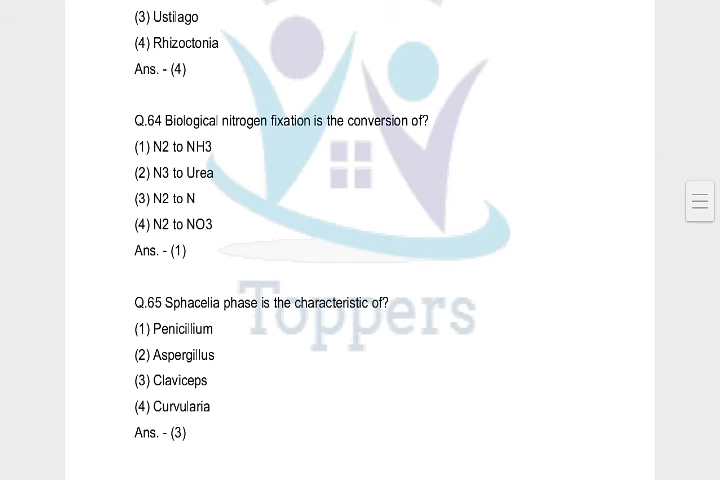 (3) Ustilago
(4) Rhizoctonia
Ans. - (4)
Q.64 Biological nitrogen fixation is the conversion of?
(1) N2 to NH3
(2) N3 to Urea
(3) N2 to N
(4) N2 to NO3
Ans. - (1)
Q.65 Sphacelia phase is the characteristic of?
Toppers
(1) Penicillium
(2) Aspergillus
(3) Claviceps
(4) Curvularia
Ans. - (3)